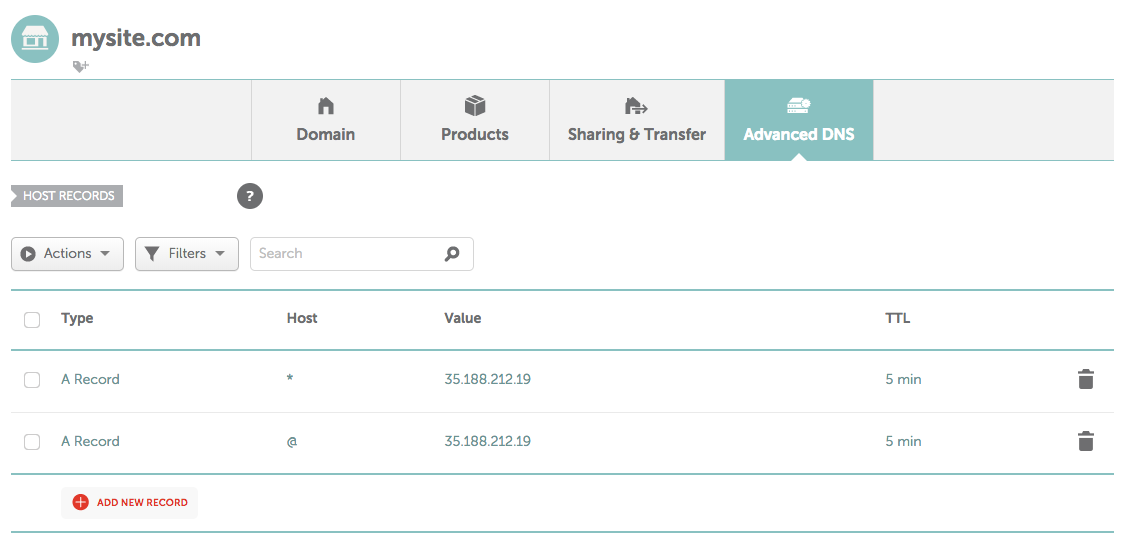 mysite.com
Domain Products Sharing & Transfer Advanced DNS
HOST RECORDS ?
Actions Filters Search
Type Host Value TTL
A Record * 35.188.212.19 5 min
A Record @ 35.188.212.19 5 min
ADD NEW RECORD